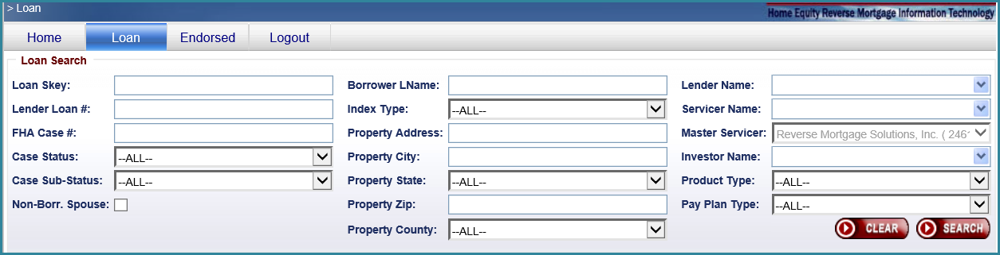 > Loan
Home Equity Reverse Mortgage Information Technology
Home Loan Endorsed Logout
Loan Search
Loan Skey: Borrower LName: Lender Name:
Lender Loan #: Index Type: --ALL-- Servicer Name:
FHA Case #: Property Address: Master Servicer: Reverse Mortgage Solutions, Inc. ( 2461
Case Status: --ALL-- Property City: Investor Name:
Case Sub-Status: --ALL-- Property State: --ALL-- Product Type: --ALL--
Non-Borr. Spouse: Property Zip: Pay Plan Type: --ALL--
Property County: --ALL-- CLEAR SEARCH